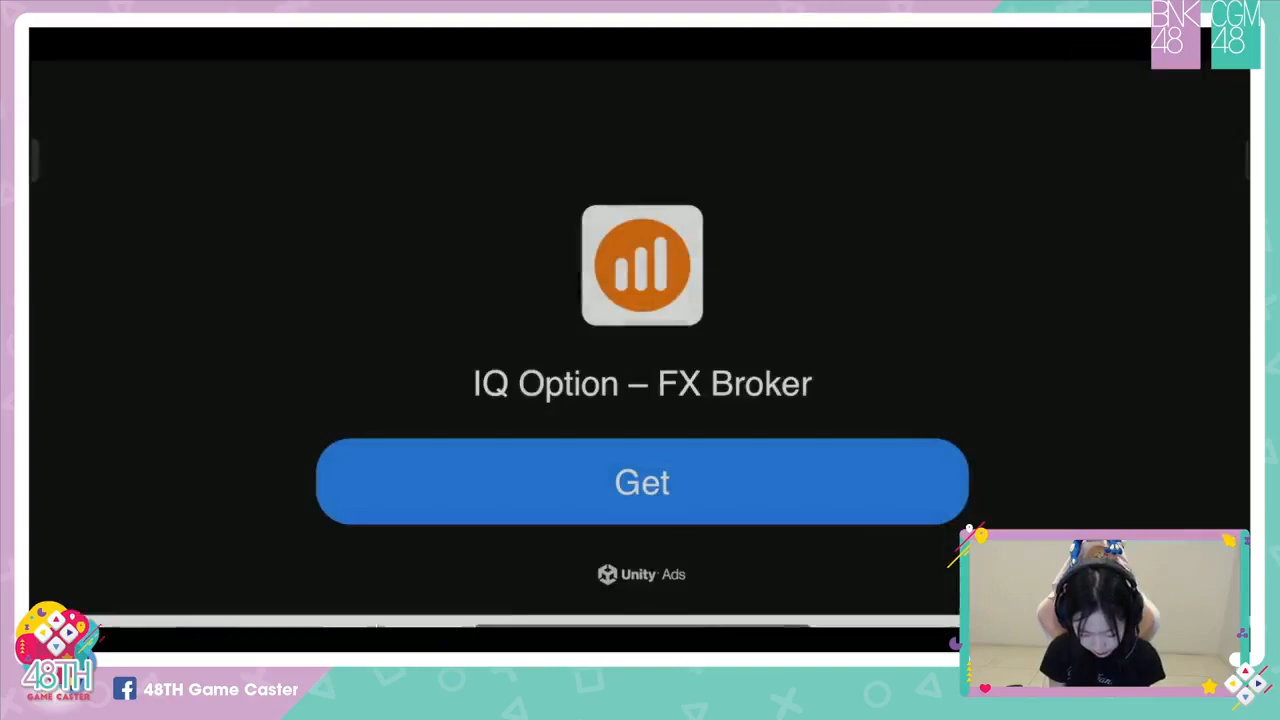 BNK
48
CGM
48
IQ Option – FX Broker
Get
Unity Ads
48TH
GAME CASTER
48TH Game Caster